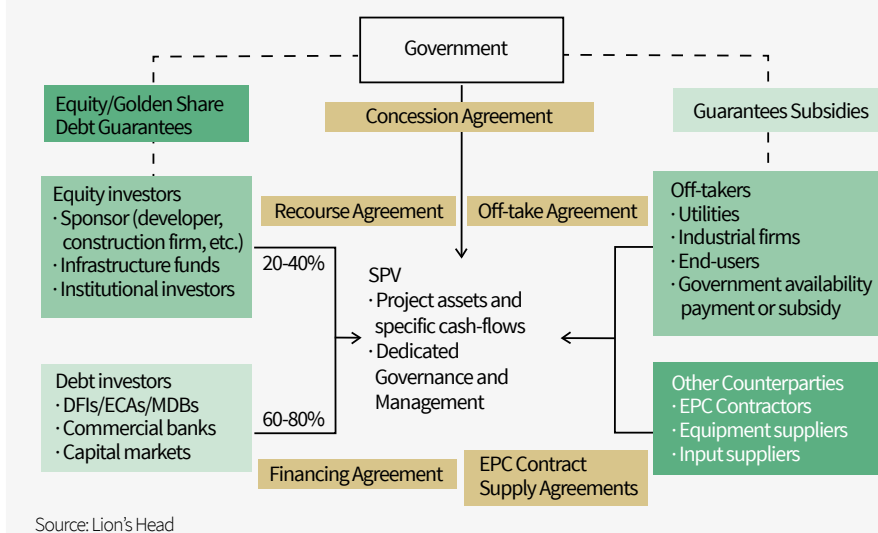 Government
Equity/Golden Share
Debt Guarantees
Concession Agreement
Guarantees Subsidies
Equity investors
· Sponsor (developer,
construction firm, etc.)
· Infrastructure funds
· Institutional investors
Recourse Agreement
Off-take Agreement
Off-takers
· Utilities
· Industrial firms
· End-users
· Government availability
payment or subsidy
20-40%
SPV
· Project assets and
specific cash-flows
· Dedicated
Governance and
Management
Debt investors
· DFIs/ECAs/MDBs
· Commercial banks
· Capital markets
60-80%
Other Counterparties
· EPC Contractors
· Equipment suppliers
· Input suppliers
Financing Agreement
EPC Contract
Supply Agreements
Source: Lion's Head